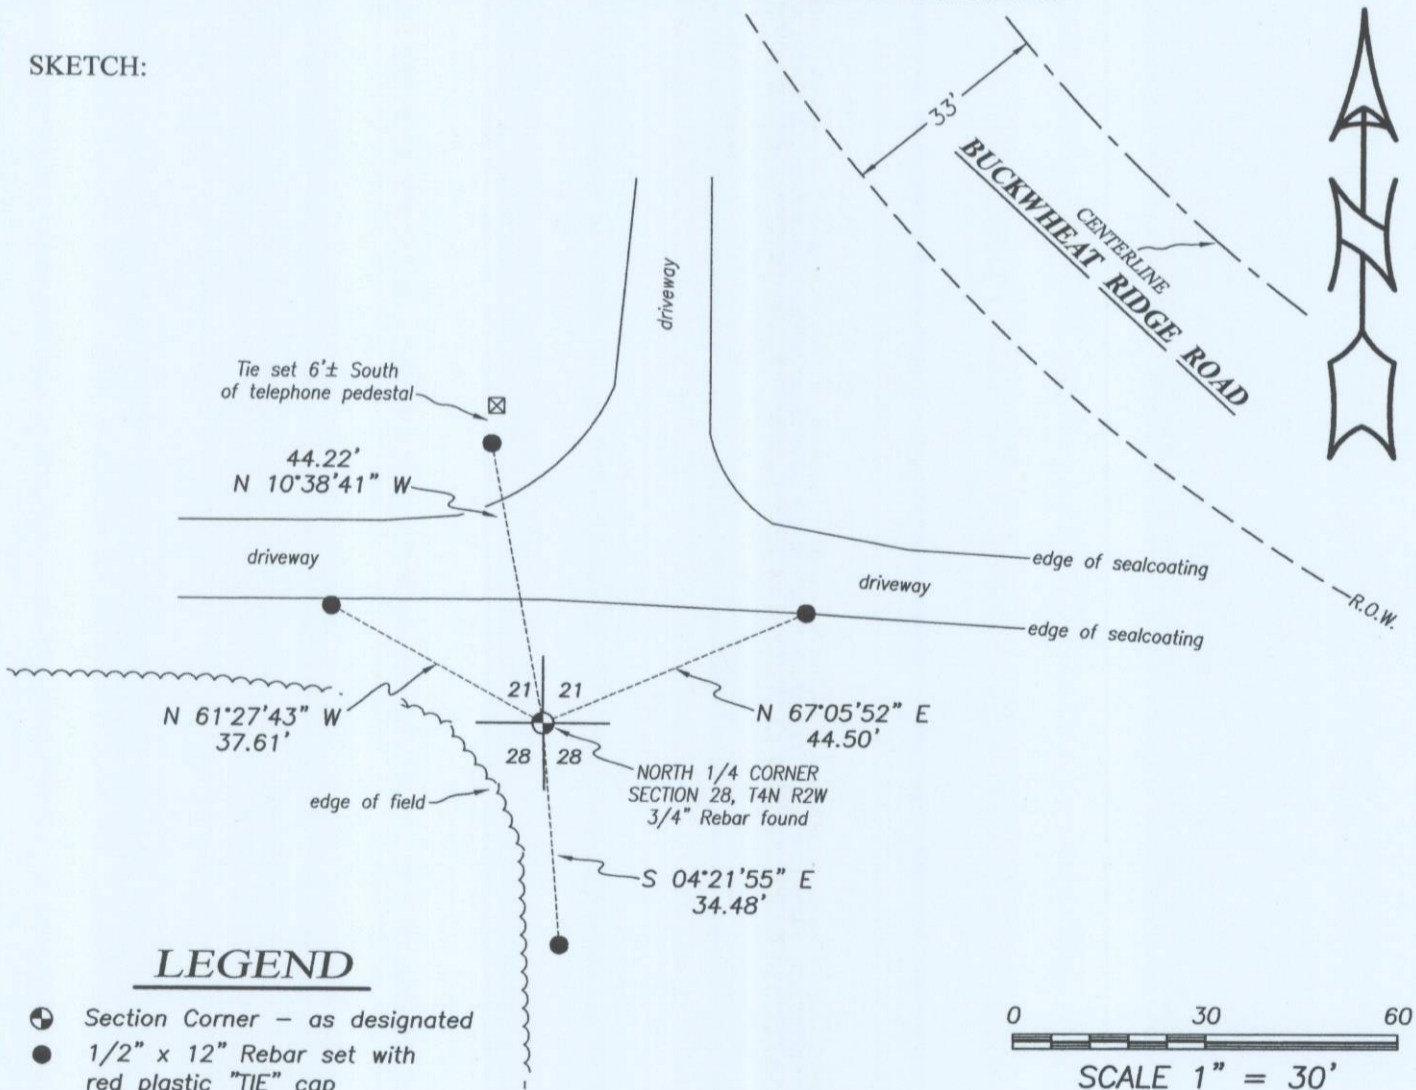 SKETCH:
33'
BUCKWHEAT RIDGE ROAD
CENTERLINE
N
driveway
Tie set 6'± South
of telephone pedestal
44.22'
N 10°38'41" W
driveway
edge of sealcoating
driveway
R.O.W.
edge of sealcoating
21 21
N 61°27'43" W
37.61'
N 67°05'52" E
44.50'
28 28
NORTH 1/4 CORNER
SECTION 28, T4N R2W
3/4" Rebar found
edge of field
S 04°21'55" E
34.48'
LEGEND
Section Corner – as designated
1/2" x 12" Rebar set with
red plastic "TIE" cap
0 30 60
SCALE 1" = 30'